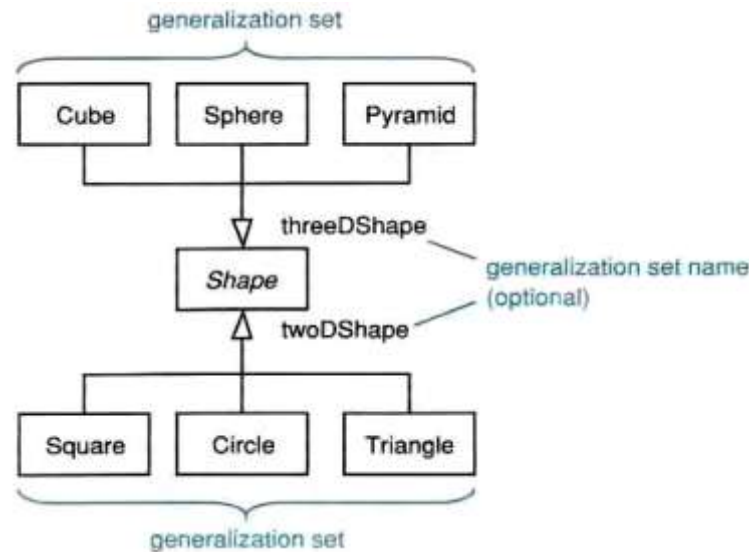 generalization set
Cube
Sphere
Pyramid
threeDShape
Shape
generalization set name
(optional)
twoDShape
Square
Circle
Triangle
generalization set